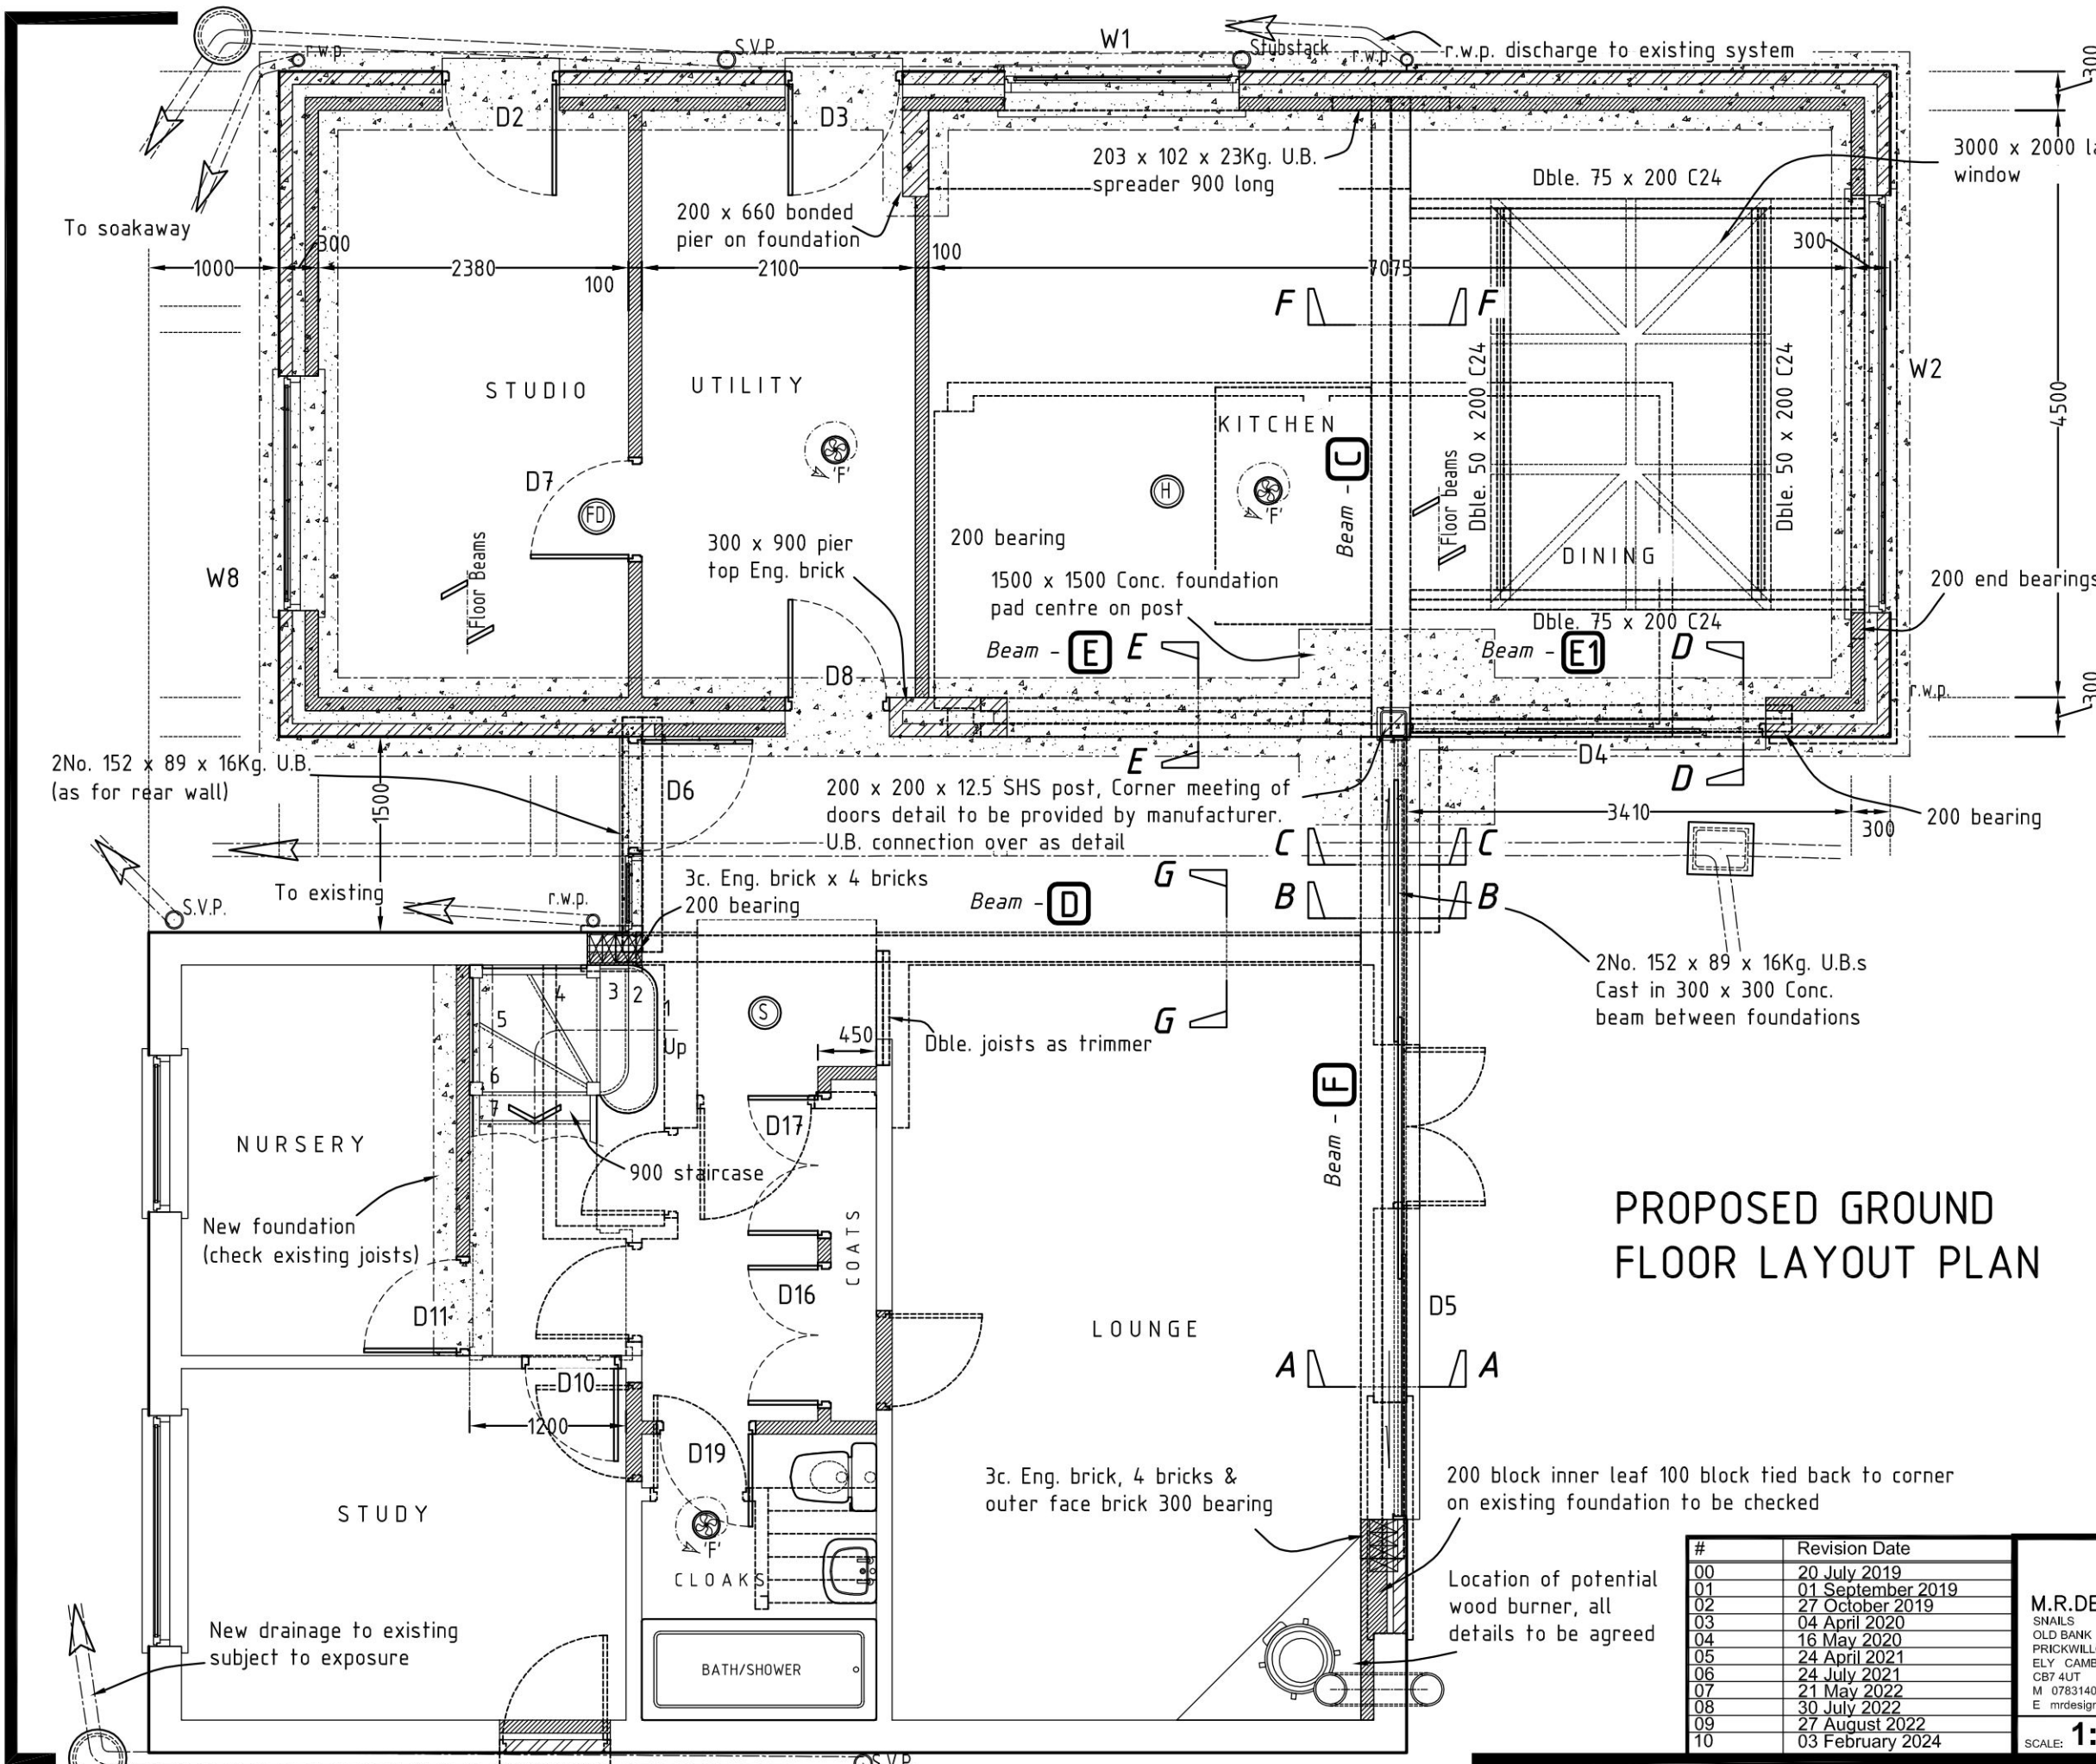 r.w.p.
S.V.P
W1
Stubstack
r.w.p.
r.w.p. discharge to existing system
300
D2
D3
203 x 102 x 23Kg. U.B.
spreader 900 long
Dble. 75 x 200 C24
3000 x 2000
window
To soakaway
200 x 660 bonded
pier on foundation
300
1000
2380
100
2100
100
7075
300
F
F
4500
STUDIO
UTILITY
KITCHEN
W2
Dble. 50 x 200 C24
Dble. 50 x 200 C24
D7
FD
'F'
H
'F'
Beam - C
Floor beams
DINING
Floor Beams
300 x 900 pier
top Eng. brick
200 bearing
1500 x 1500 Conc. foundation
pad centre on post
W8
200 end bearings
Dble. 75 x 200 C24
Beam - E
E
Beam - E1
D
D8
r.w.p.
300
2No. 152 x 89 x 16Kg. U.B.
(as for rear wall)
1500
D6
E
D4
D
200 x 200 x 12.5 SHS post, Corner meeting of
doors detail to be provided by manufacturer.
U.B. connection over as detail
3410
300
200 bearing
C
C
To existing
S.V.P.
r.w.p.
3c. Eng. brick x 4 bricks
200 bearing
Beam - D
G
B
B
2No. 152 x 89 x 16Kg. U.B.s
Cast in 300 x 300 Conc.
beam between foundations
1
2
3
4
5
6
7
Up
S
450
Dble. joists as trimmer
G
Beam - F
NURSERY
D17
900 staircase
COATS
New foundation
(check existing joists)
PROPOSED GROUND
FLOOR LAYOUT PLAN
D11
D16
LOUNGE
D5
A
A
D10
1200
D19
STUDY
3c. Eng. brick, 4 bricks &
outer face brick 300 bearing
200 block inner leaf 100 block tied back to corner
on existing foundation to be checked
'F'
CLOAKS
Location of potential
wood burner, all
details to be agreed
New drainage to existing
subject to exposure
BATH/SHOWER
S.V.P
# Revision Date
00 20 July 2019
01 01 September 2019
02 27 October 2019
03 04 April 2020
04 16 May 2020
05 24 April 2021
06 24 July 2021
07 21 May 2022
08 30 July 2022
09 27 August 2022
10 03 February 2024
M.R.DE
SNAILS
OLD BANK
PRICKWILL
ELY CAMB
CB7 4UT
M 0783140
E mrdesign
SCALE: 1: